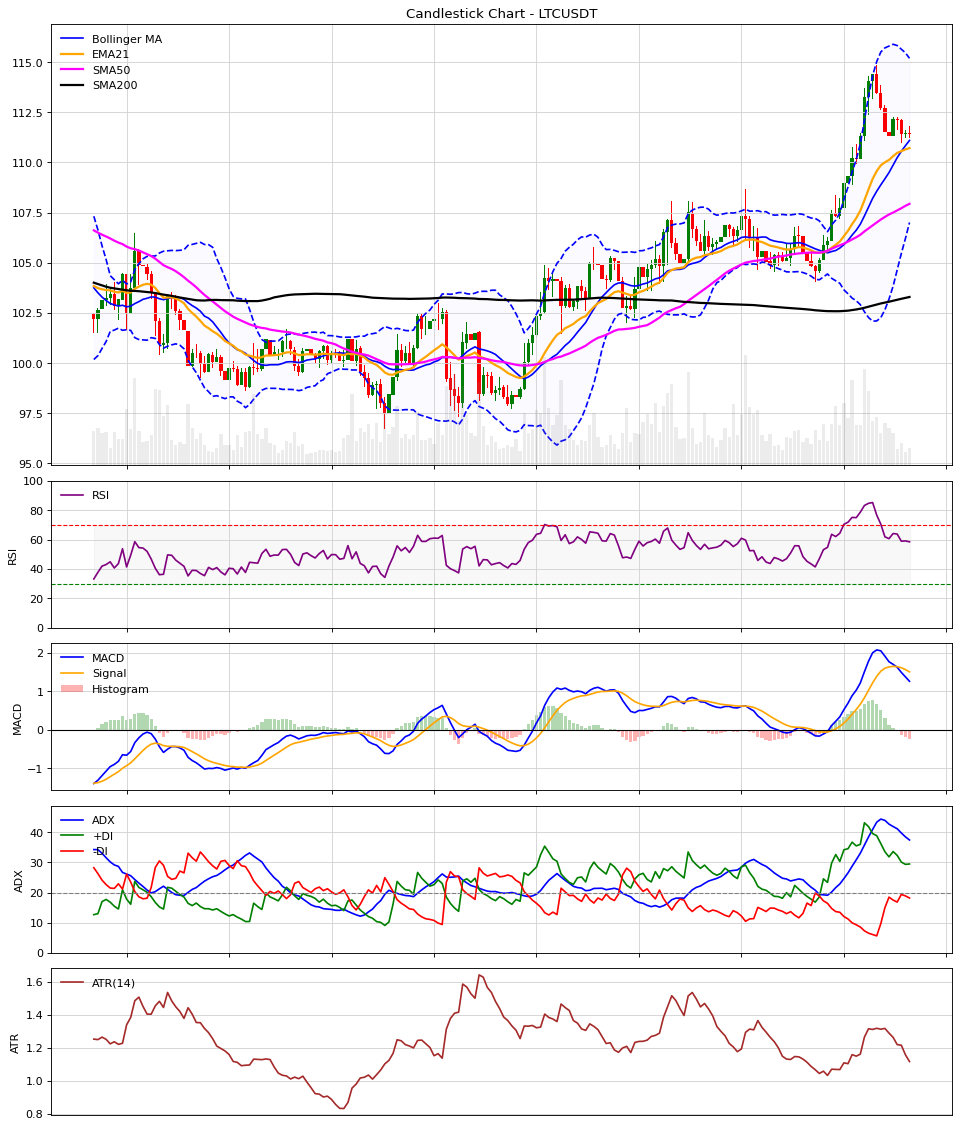 Candlestick Chart - LTCUSDT
Bollinger MA
EMA21
SMA50
SMA200
115.0
112.5
110.0
107.5
105.0
102.5
100.0
97.5
95.0
RSI
100
80
60
40
20
0
RSI
MACD
Signal
Histogram
2
1
0
−1
MACD
ADX
+DI
-DI
40
30
20
10
0
ADX
ATR(14)
1.6
1.4
1.2
1.0
0.8
ATR